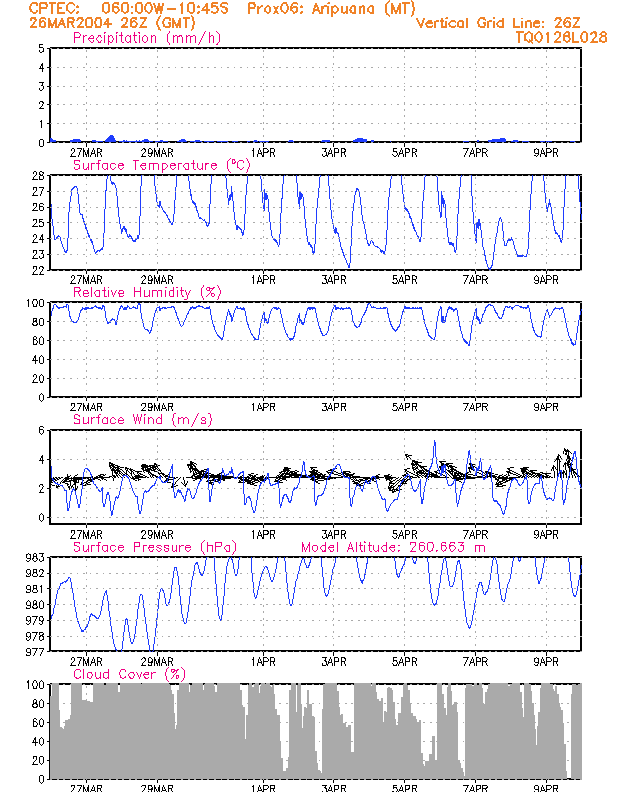 CPTEC: 060:00W-10:45S Prox06: Aripuana (MT)
26MAR2004 26Z (GMT) Vertical Grid Line: 26Z
Precipitation (mm/h) TQ0126L028
5
4
3
2
1
0
27MAR 29MAR 1APR 3APR 5APR 7APR 9APR
Surface Temperature (°C)
28
27
26
25
24
23
22
27MAR 29MAR 1APR 3APR 5APR 7APR 9APR
Relative Humidity (%)
100
80
60
40
20
0
27MAR 29MAR 1APR 3APR 5APR 7APR 9APR
Surface Wind (m/s)
6
4
2
0
27MAR 29MAR 1APR 3APR 5APR 7APR 9APR
Surface Pressure (hPa) Model Altitude: 260.663 m
983
982
981
980
979
978
977
27MAR 29MAR 1APR 3APR 5APR 7APR 9APR
Cloud Cover (%)
100
80
60
40
20
0
27MAR 29MAR 1APR 3APR 5APR 7APR 9APR